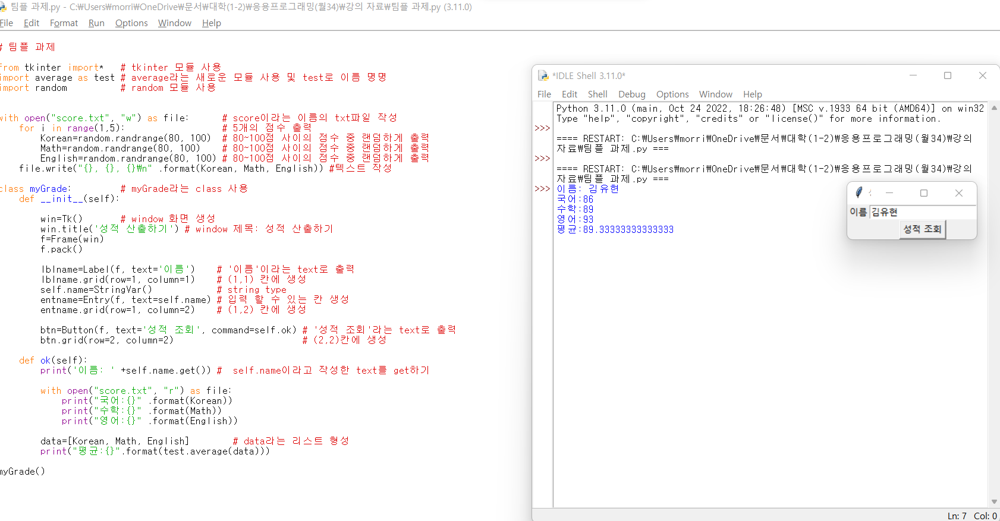 팀플 과제.py - C:₩Users₩morri₩OneDrive₩문서₩대학(1-2)₩응용프로그래밍(월34)₩강의 자료₩팀플 과제.py (3.11.0)
File Edit Format Run Options Window Help
# 팀플 과제
from tkinter import* # tkinter 모듈 사용
import average as test # average라는 새로운 모듈 사용 및 test로 이름 명명
import random # random 모듈 사용
with open("score.txt", "w") as file: # score이라는 이름의 txt파일 작성
for i in range(1,5): # 5개의 점수 출력
Korean=random.randrange(80, 100) # 80~100점 사이의 점수 중 랜덤하게 출력
Math=random.randrange(80, 100) # 80~100점 사이의 점수 중 랜덤하게 출력
English=random.randrange(80, 100) # 80~100점 사이의 점수 중 랜덤하게 출력
file.write("{}, {}, {}₩n" .format(Korean, Math, English)) #텍스트 작성
class myGrade: # myGrade라는 class 사용
def __init__(self):
win=Tk() # window 화면 생성
win.title('성적 산출하기') # window 제목: 성적 산출하기
f=Frame(win)
f.pack()
lblname=Label(f, text='이름') # '이름'이라는 text로 출력
lblname.grid(row=1, column=1) # (1,1) 칸에 생성
self.name=StringVar() # string type
entname=Entry(f, text=self.name) # 입력 할 수 있는 칸 생성
entname.grid(row=1, column=2) # (1,2) 칸에 생성
btn=Button(f, text='성적 조회', command=self.ok) # '성적 조회'라는 text로 출력
btn.grid(row=2, column=2) # (2,2)칸에 생성
def ok(self):
print('이름: ' +self.name.get()) # self.name이라고 작성한 text를 get하기
with open("score.txt", "r") as file:
print("국어:{}" .format(Korean))
print("수학:{}" .format(Math))
print("영어:{}" .format(English))
data=[Korean, Math, English] # data라는 리스트 형성
print("평균:{}".format(test.average(data)))
myGrade()
*IDLE Shell 3.11.0*
File Edit Shell Debug Options Window Help
Python 3.11.0 (main, Oct 24 2022, 18:26:48) [MSC v.1933 64 bit (AMD64)] on win32
Type "help", "copyright", "credits" or "license()" for more information.
>>>
==== RESTART: C:₩Users₩morri₩OneDrive₩문서₩대학(1-2)₩응용프로그래밍(월34)₩강의
자료₩팀플 과제.py ===
>>>
==== RESTART: C:₩Users₩morri₩OneDrive₩문서₩대학(1-2)₩응용프로그래밍(월34)₩강의
자료₩팀플 과제.py ===
>>> 이름: 김유현
국어:86
수학:89
영어:93
평균:89.33333333333333
이름 김유현
성적 조회
Ln: 7 Col: 0